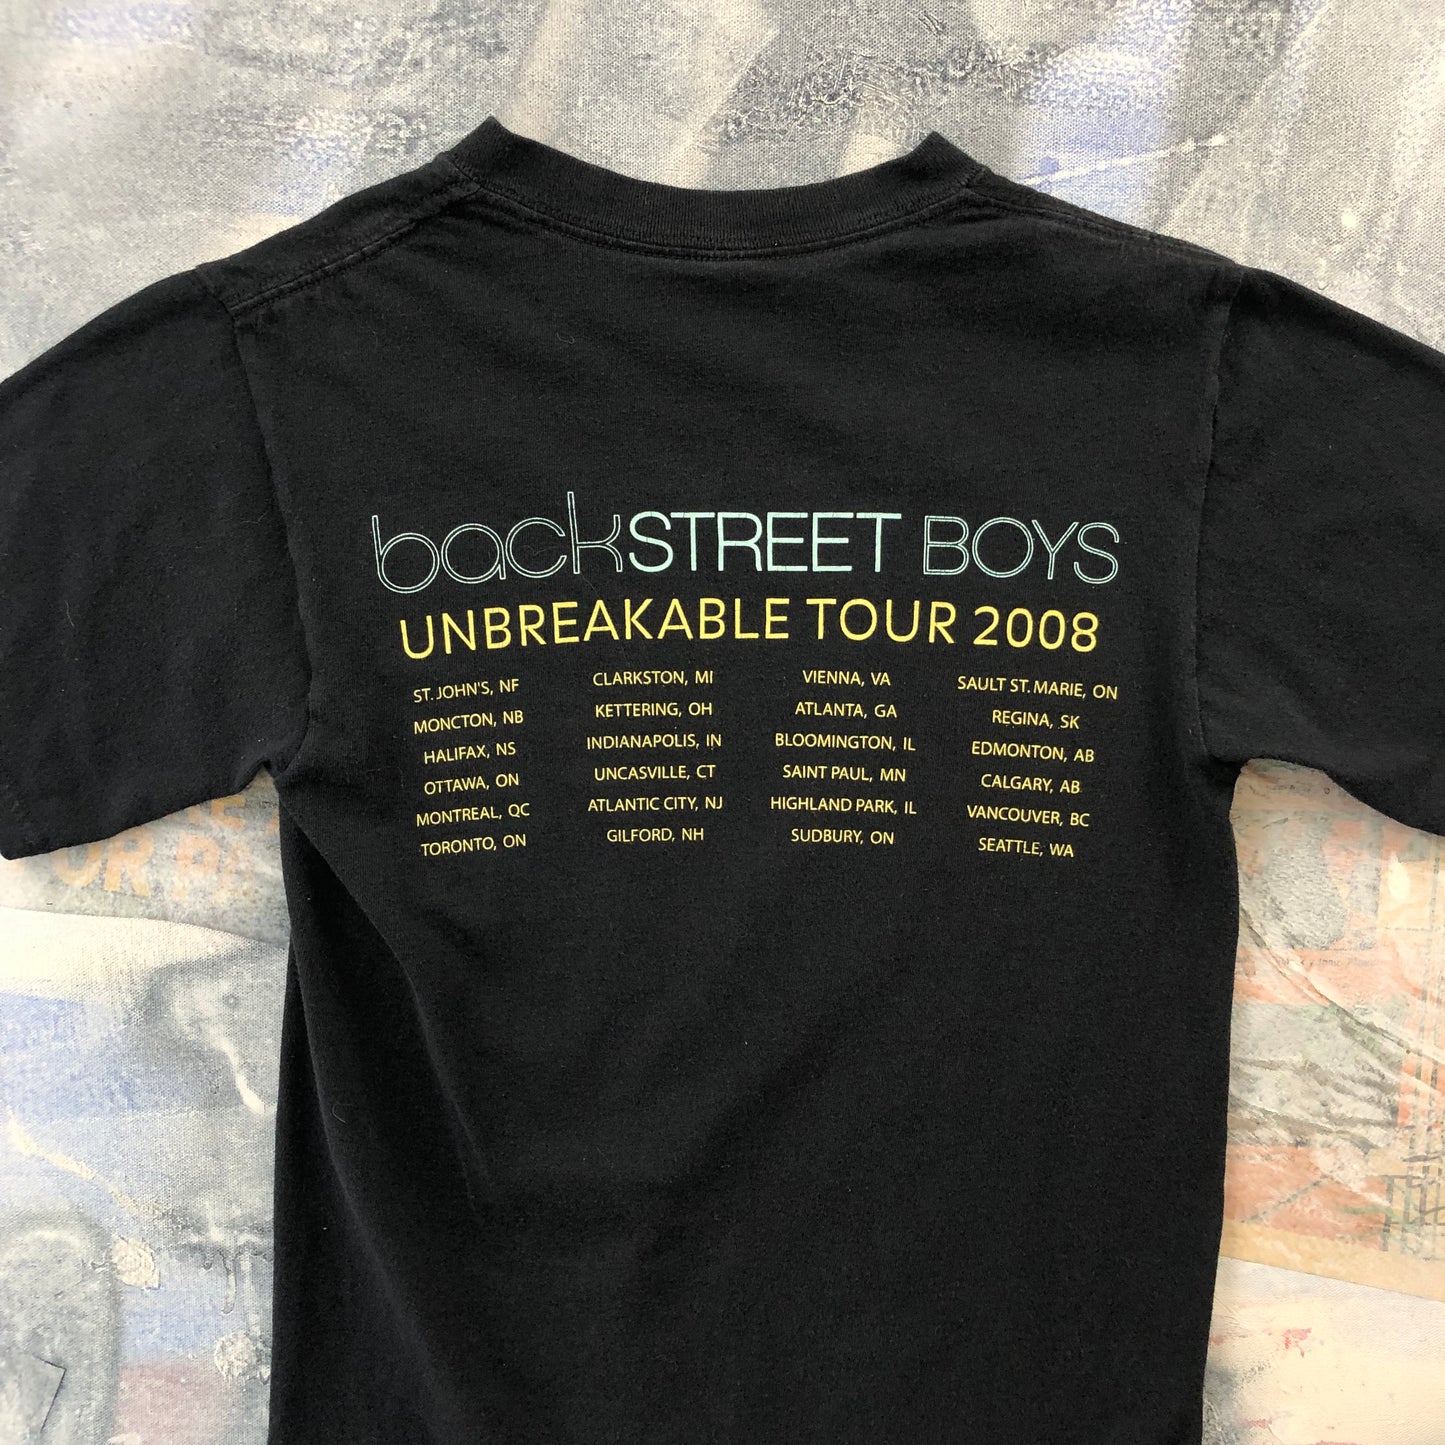 backSTREET BOYS
UNBREAKABLE TOUR 2008
ST. JOHN'S, NF
MONCTON, NB
HALIFAX, NS
OTTAWA, ON
MONTREAL, QC
TORONTO, ON
CLARKSTON, MI
KETTERING, OH
INDIANAPOLIS, IN
UNCASVILLE, CT
ATLANTIC CITY, NJ
GILFORD, NH
VIENNA, VA
ATLANTA, GA
BLOOMINGTON, IL
SAINT PAUL, MN
HIGHLAND PARK, IL
SUDBURY, ON
SAULT ST. MARIE, ON
REGINA, SK
EDMONTON, AB
CALGARY, AB
VANCOUVER, BC
SEATTLE, WA